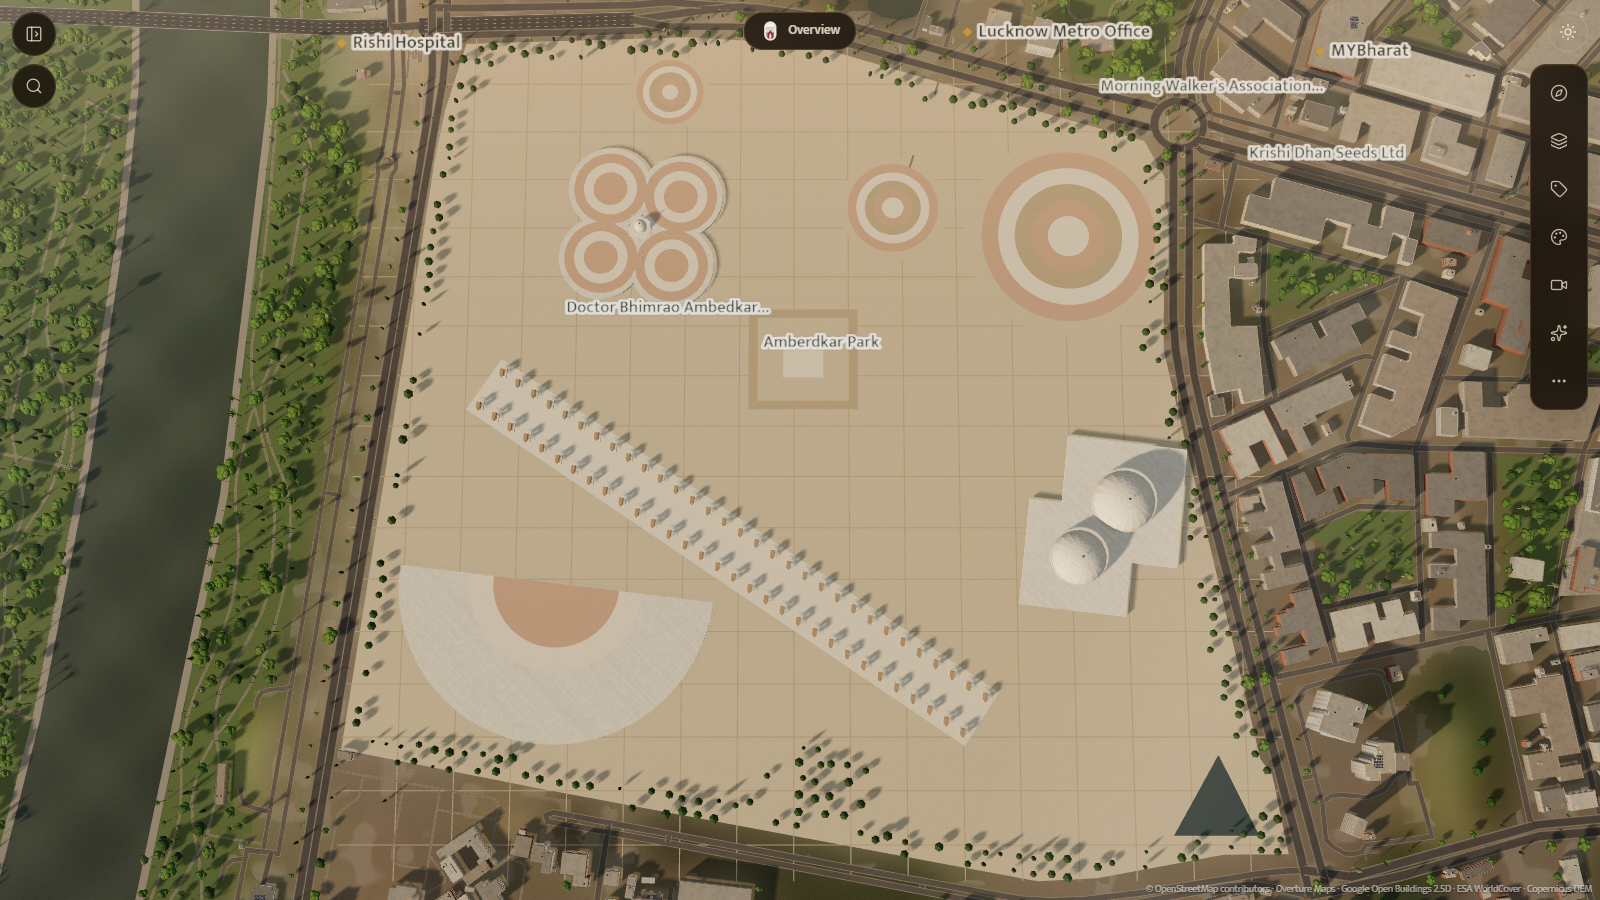 Overview
Rishi Hospital
Lucknow Metro Office
MYBharat
Morning Walker's Association...
Krishi Dhan Seeds Ltd
Doctor Bhimrao Ambedkar...
Amberdkar Park
© OpenStreetMap contributors · Overture Maps · Google Open Buildings 2.5D · ESA WorldCover · Copernicus DEM